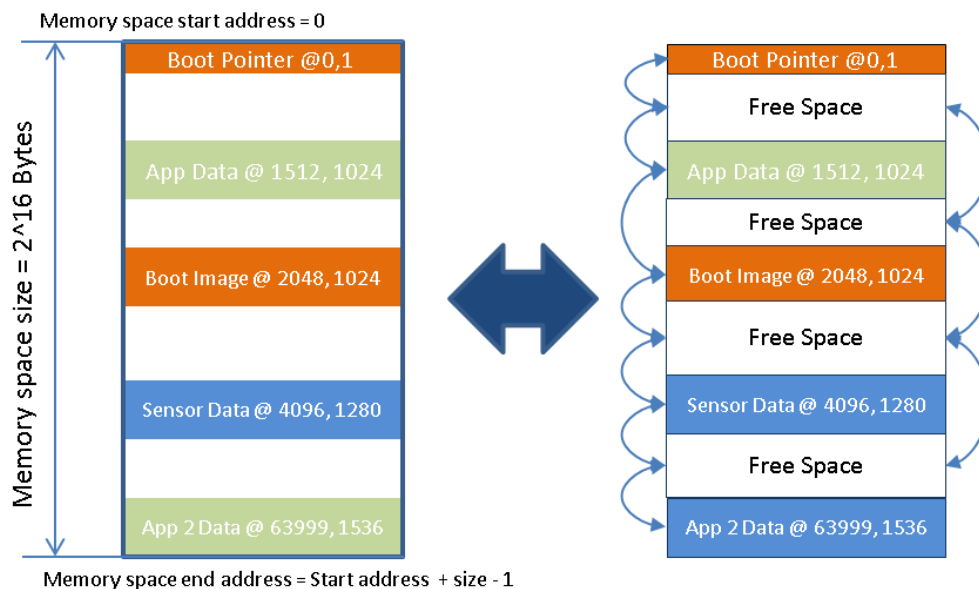 Memory space start address = 0
Memory space size = 2^16 Bytes
Boot Pointer @0,1
App Data @ 1512, 1024
Boot Image @ 2048, 1024
Sensor Data @ 4096, 1280
App 2 Data @ 63999, 1536
Memory space end address = Start address + size - 1
Boot Pointer @0,1
Free Space
App Data @ 1512, 1024
Free Space
Boot Image @ 2048, 1024
Free Space
Sensor Data @ 4096, 1280
Free Space
App 2 Data @ 63999, 1536